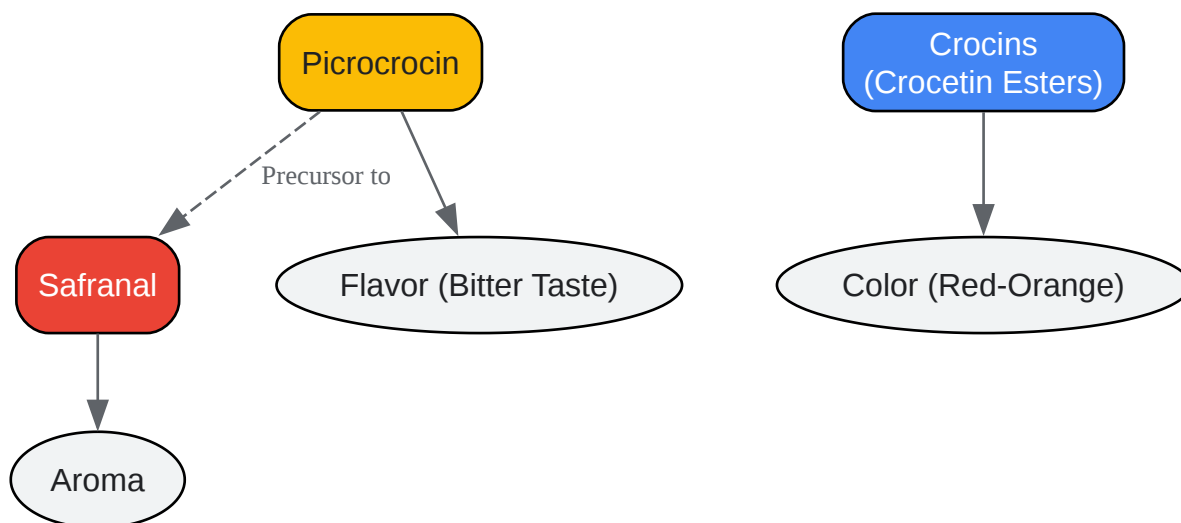 Picrocrocin
Crocins
(Crocetin Esters)
Precursor to
Safranal
Flavor (Bitter Taste)
Color (Red-Orange)
Aroma